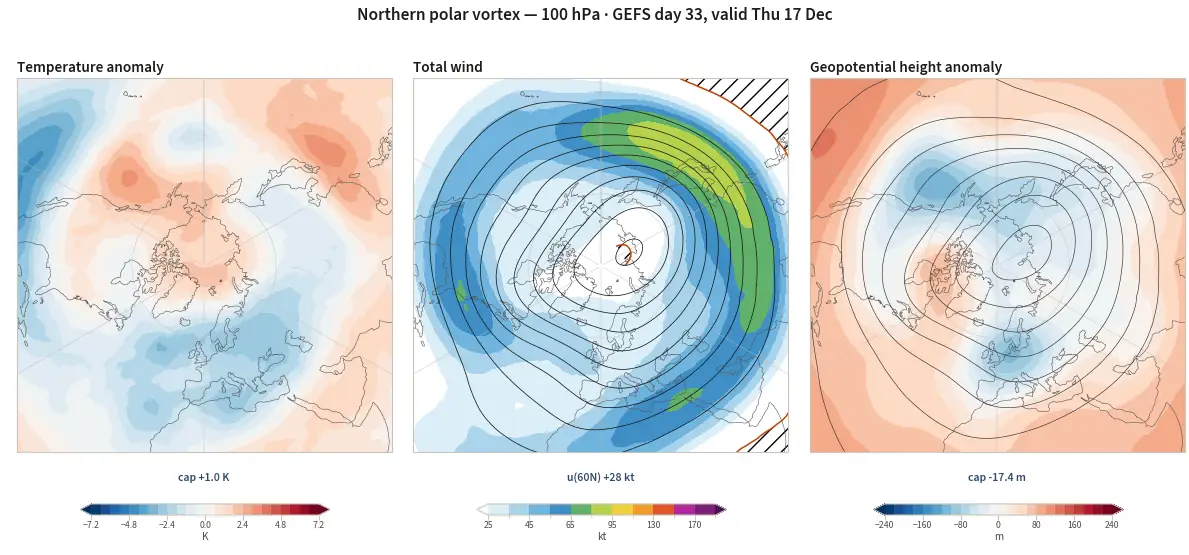 Northern polar vortex — 100 hPa · GEFS day 33, valid Thu 17 Dec
Temperature anomaly
Total wind
Geopotential height anomaly
cap +1.0 K
u(60N) +28 kt
cap -17.4 m
−7.2 −4.8 −2.4 0.0 2.4 4.8 7.2
K
25 45 65 95 130 170
kt
−240 −160 −80 0 80 160 240
m